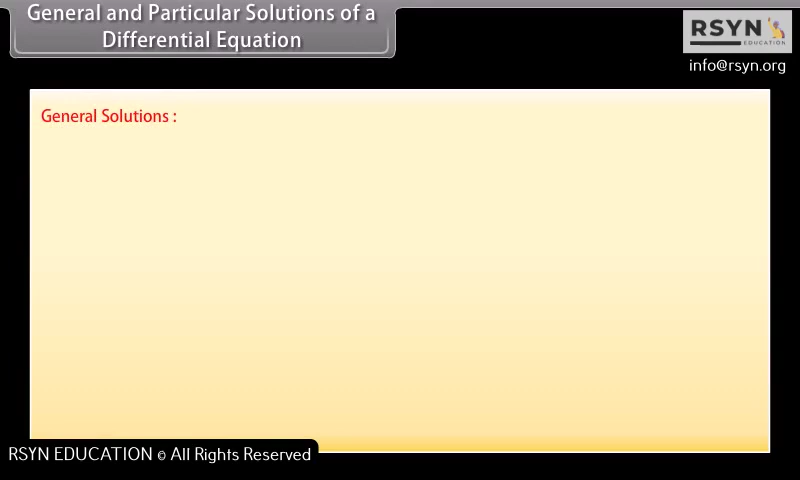 General and Particular Solutions of a
Differential Equation
RSYN
EDUCATION
info@rsyn.org
General Solutions :
RSYN EDUCATION © All Rights Reserved